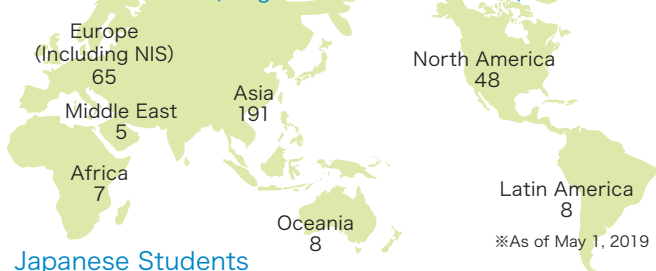 Europe
(Including NIS)
65
North America
48
Asia
191
Middle East
5
Africa
7
Latin America
8
Oceania
8
※As of May 1, 2019
Japanese Students